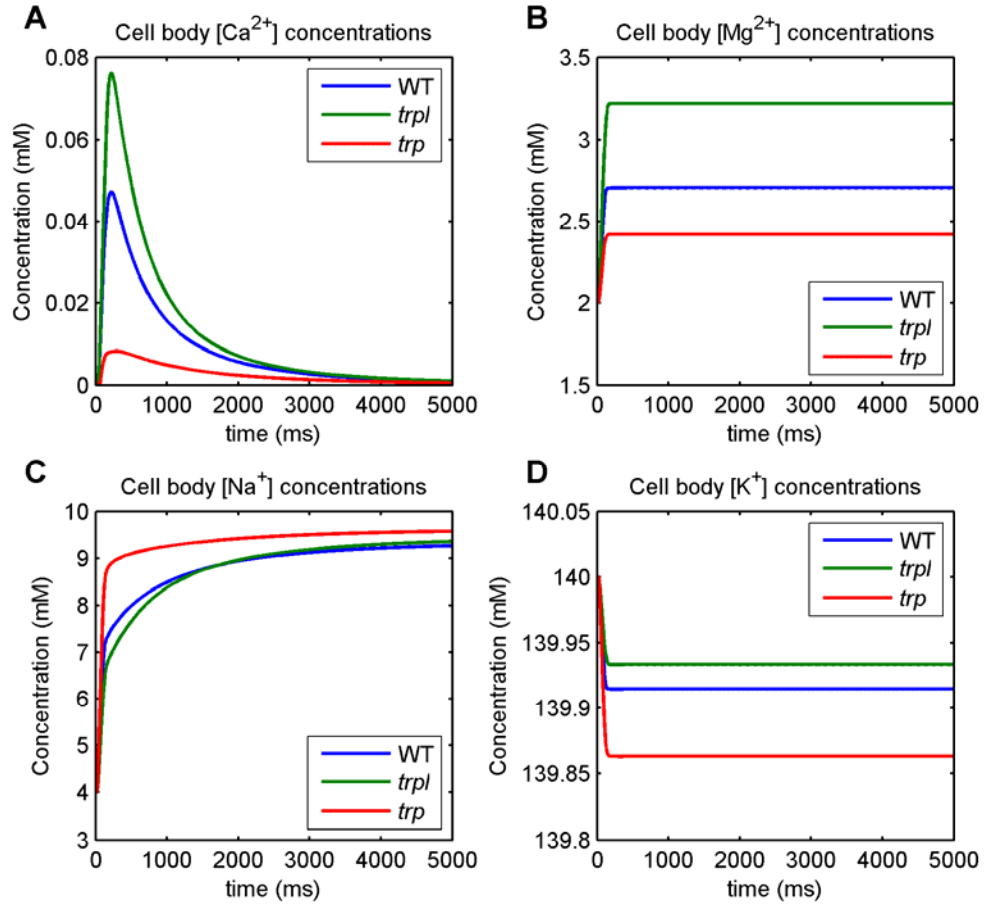 A
Cell body [Ca2+] concentrations
0.08
0.06
0.04
0.02
0
Concentration (mM)
WT
trpl
trp
0 1000 2000 3000 4000 5000
time (ms)
B
Cell body [Mg2+] concentrations
3.5
3
2.5
2
1.5
Concentration (mM)
WT
trpl
trp
0 1000 2000 3000 4000 5000
time (ms)
C
Cell body [Na+] concentrations
10
9
8
7
6
5
4
3
Concentration (mM)
WT
trpl
trp
0 1000 2000 3000 4000 5000
time (ms)
D
Cell body [K+] concentrations
140.05
140
139.95
139.9
139.85
139.8
Concentration (mM)
WT
trpl
trp
0 1000 2000 3000 4000 5000
time (ms)